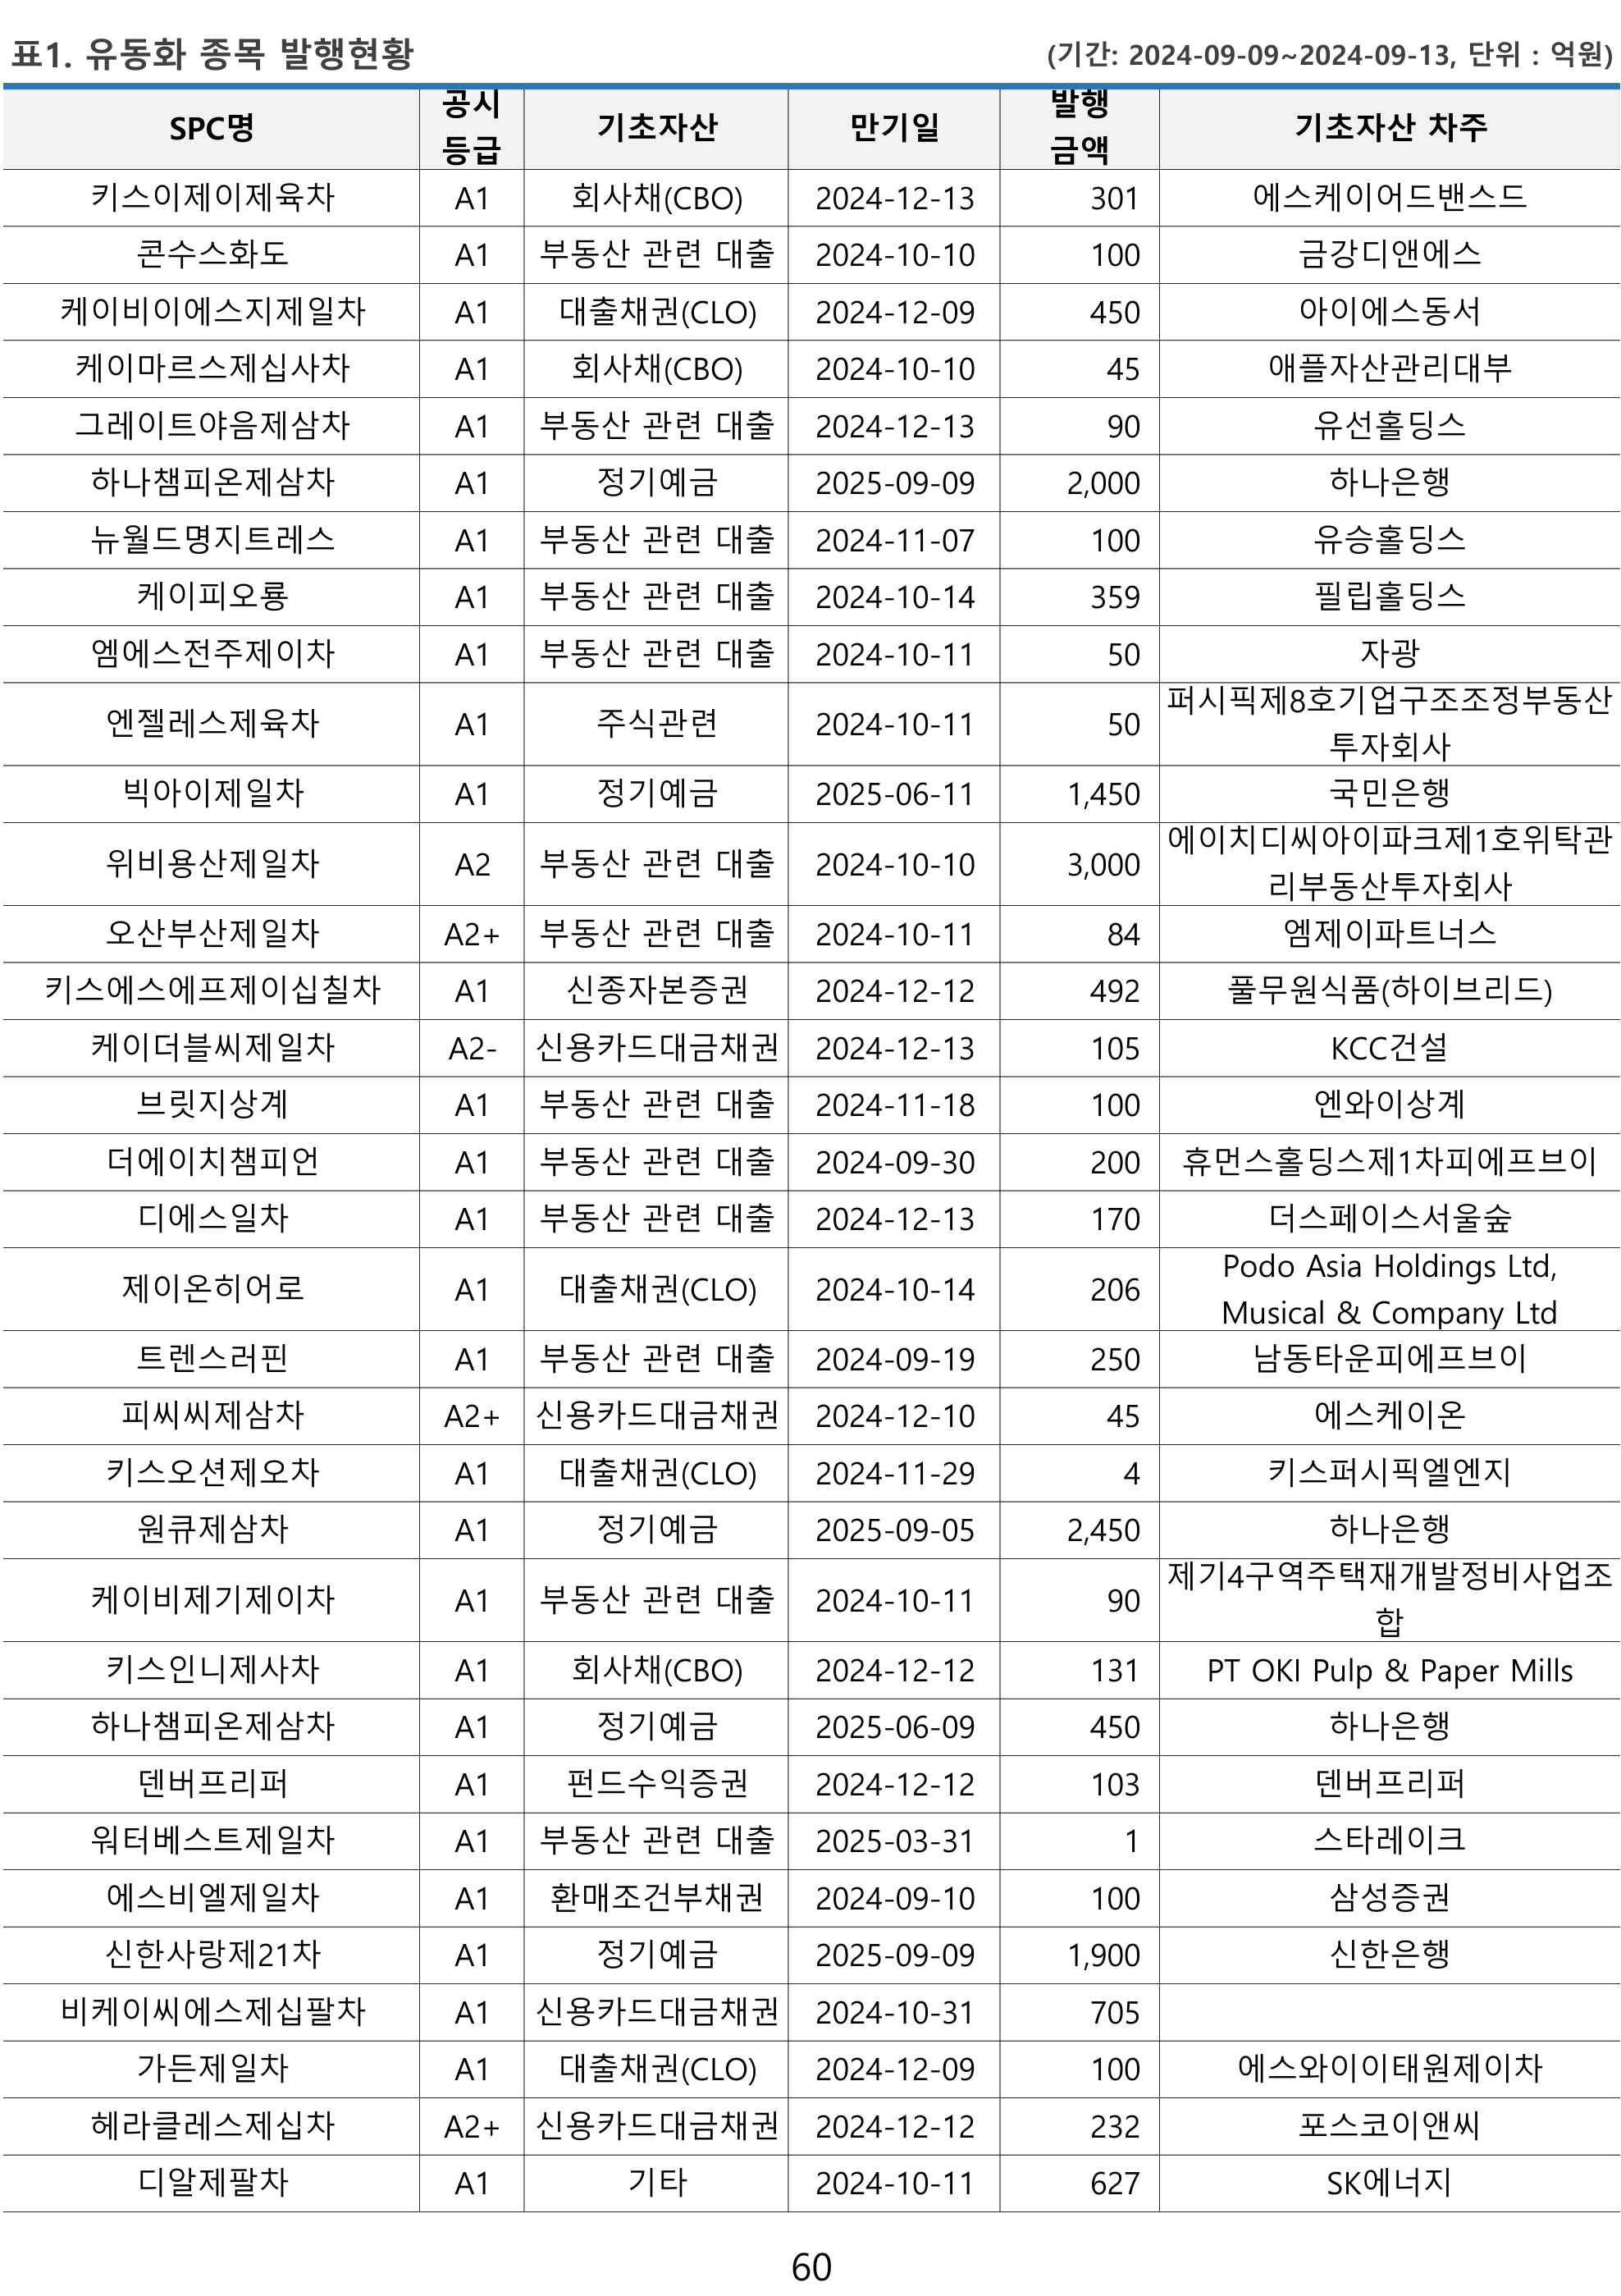 표1. 유동화 종목 발행현황 (기간: 2024-09-09~2024-09-13, 단위 : 억원)
SPC명 공시등급 기초자산 만기일 발행금액 기초자산 차주
키스이제이제육차 A1 회사채(CBO) 2024-12-13 301 에스케이어드밴스드
콘수스화도 A1 부동산 관련 대출 2024-10-10 100 금강디앤에스
케이비이에스지제일차 A1 대출채권(CLO) 2024-12-09 450 아이에스동서
케이마르스제십사차 A1 회사채(CBO) 2024-10-10 45 애플자산관리대부
그레이트야음제삼차 A1 부동산 관련 대출 2024-12-13 90 유선홀딩스
하나챔피온제삼차 A1 정기예금 2025-09-09 2,000 하나은행
뉴월드명지트레스 A1 부동산 관련 대출 2024-11-07 100 유승홀딩스
케이피오룡 A1 부동산 관련 대출 2024-10-14 359 필립홀딩스
엠에스전주제이차 A1 부동산 관련 대출 2024-10-11 50 자광
엔젤레스제육차 A1 주식관련 2024-10-11 50 퍼시픽제8호기업구조조정부동산
투자회사
빅아이제일차 A1 정기예금 2025-06-11 1,450 국민은행
위비용산제일차 A2 부동산 관련 대출 2024-10-10 3,000 에이치디씨아이파크제1호위탁관
리부동산투자회사
오산부산제일차 A2+ 부동산 관련 대출 2024-10-11 84 엠제이파트너스
키스에스에프제이십칠차 A1 신종자본증권 2024-12-12 492 풀무원식품(하이브리드)
케이더블씨제일차 A2- 신용카드대금채권 2024-12-13 105 KCC건설
브릿지상계 A1 부동산 관련 대출 2024-11-18 100 엔와이상계
더에이치챔피언 A1 부동산 관련 대출 2024-09-30 200 휴먼스홀딩스제1차피에프브이
디에스일차 A1 부동산 관련 대출 2024-12-13 170 더스페이스서울숲
제이온히어로 A1 대출채권(CLO) 2024-10-14 206 Podo Asia Holdings Ltd,
Musical & Company Ltd
트렌스러핀 A1 부동산 관련 대출 2024-09-19 250 남동타운피에프브이
피씨씨제삼차 A2+ 신용카드대금채권 2024-12-10 45 에스케이온
키스오션제오차 A1 대출채권(CLO) 2024-11-29 4 키스퍼시픽엘엔지
원큐제삼차 A1 정기예금 2025-09-05 2,450 하나은행
케이비제기제이차 A1 부동산 관련 대출 2024-10-11 90 제기4구역주택재개발정비사업조
합
키스인니제사차 A1 회사채(CBO) 2024-12-12 131 PT OKI Pulp & Paper Mills
하나챔피온제삼차 A1 정기예금 2025-06-09 450 하나은행
덴버프리퍼 A1 펀드수익증권 2024-12-12 103 덴버프리퍼
워터베스트제일차 A1 부동산 관련 대출 2025-03-31 1 스타레이크
에스비엘제일차 A1 환매조건부채권 2024-09-10 100 삼성증권
신한사랑제21차 A1 정기예금 2025-09-09 1,900 신한은행
비케이씨에스제십팔차 A1 신용카드대금채권 2024-10-31 705
가든제일차 A1 대출채권(CLO) 2024-12-09 100 에스와이이태원제이차
헤라클레스제십차 A2+ 신용카드대금채권 2024-12-12 232 포스코이앤씨
디알제팔차 A1 기타 2024-10-11 627 SK에너지
60